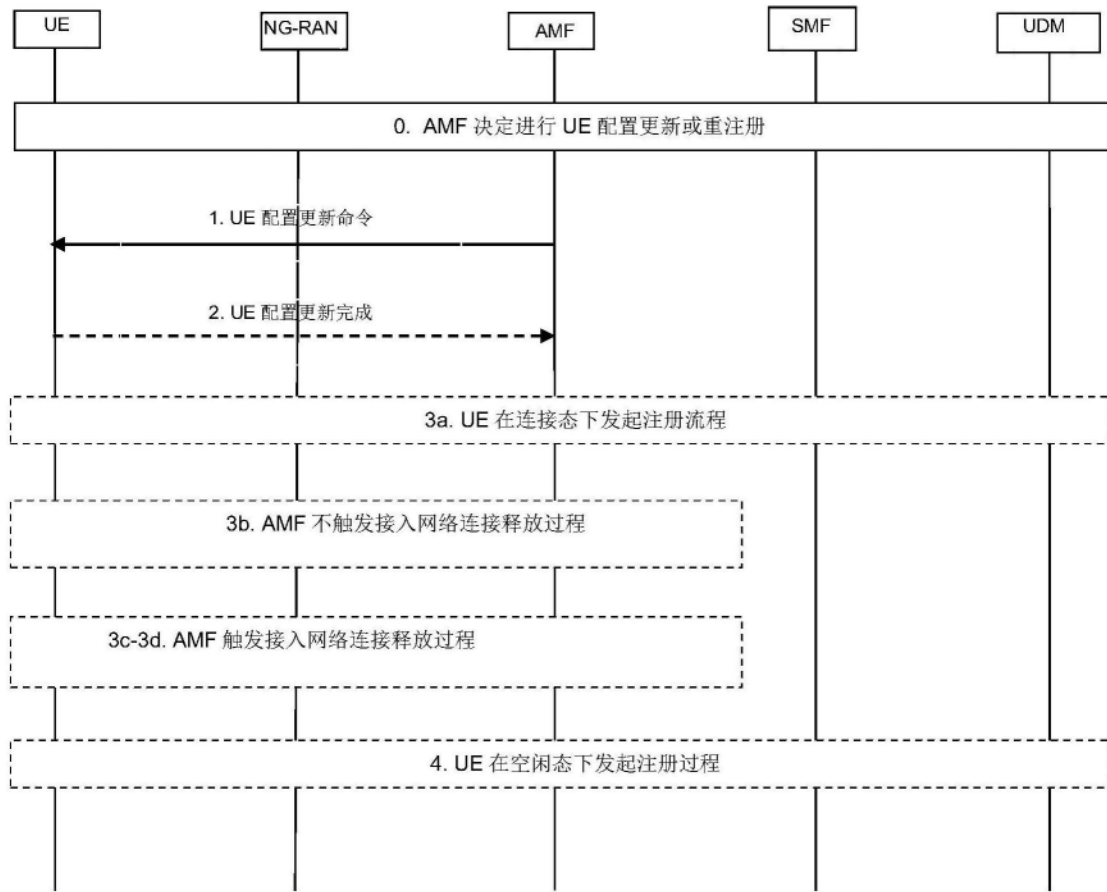 UE
NG-RAN
AMF
SMF
UDM
0. AMF 决定进行 UE 配置更新或重注册
1. UE 配置更新命令
2. UE 配置更新完成
3a. UE 在连接态下发起注册流程
3b. AMF 不触发接入网络连接释放过程
3c-3d. AMF 触发接入网络连接释放过程
4. UE 在空闲态下发起注册过程